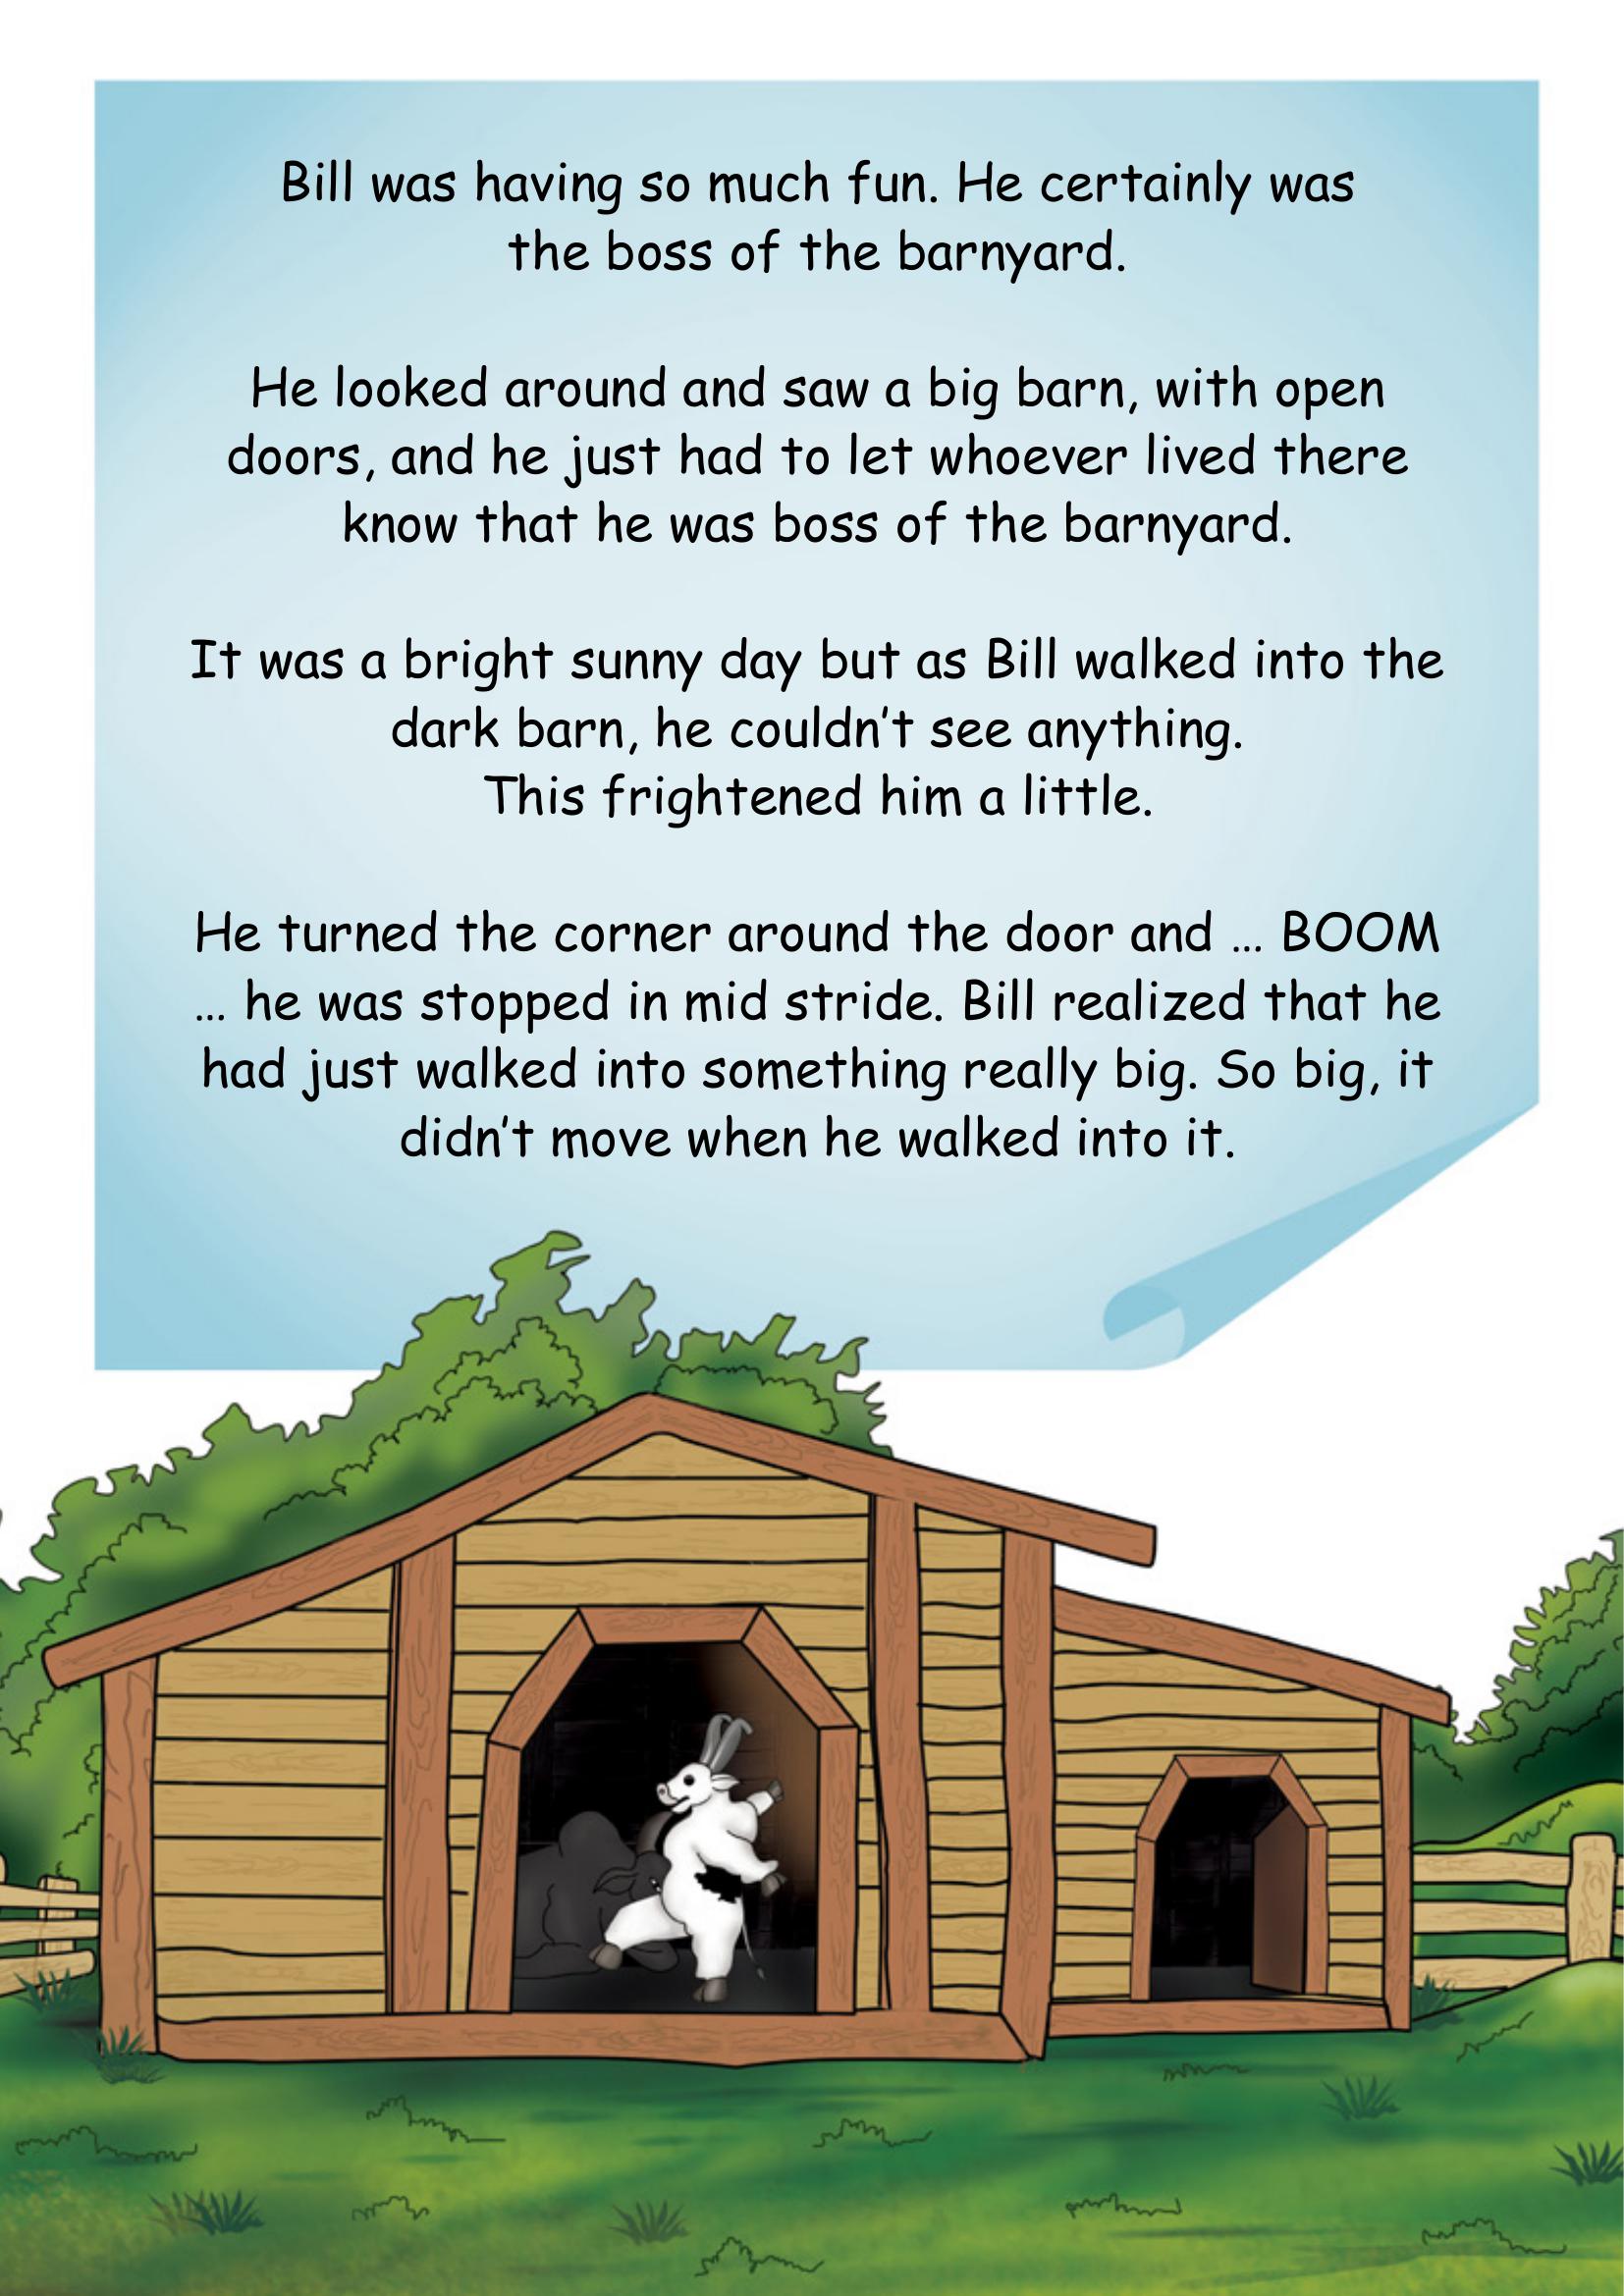 Bill was having so much fun. He certainly was
the boss of the barnyard.
He looked around and saw a big barn, with open
doors, and he just had to let whoever lived there
know that he was boss of the barnyard.
It was a bright sunny day but as Bill walked into the
dark barn, he couldn't see anything.
This frightened him a little.
He turned the corner around the door and ... BOOM
... he was stopped in mid stride. Bill realized that he
had just walked into something really big. So big, it
didn't move when he walked into it.